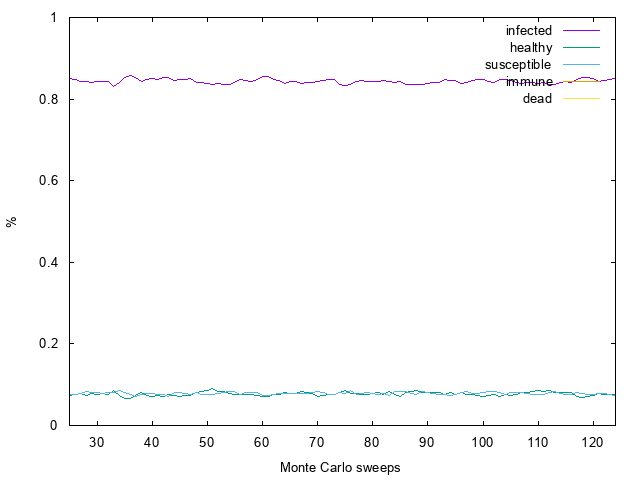 1
0.8
0.6
0.4
0.2
0
%
30 40 50 60 70 80 90 100 110 120
Monte Carlo sweeps
infected
healthy
susceptible
immune
dead